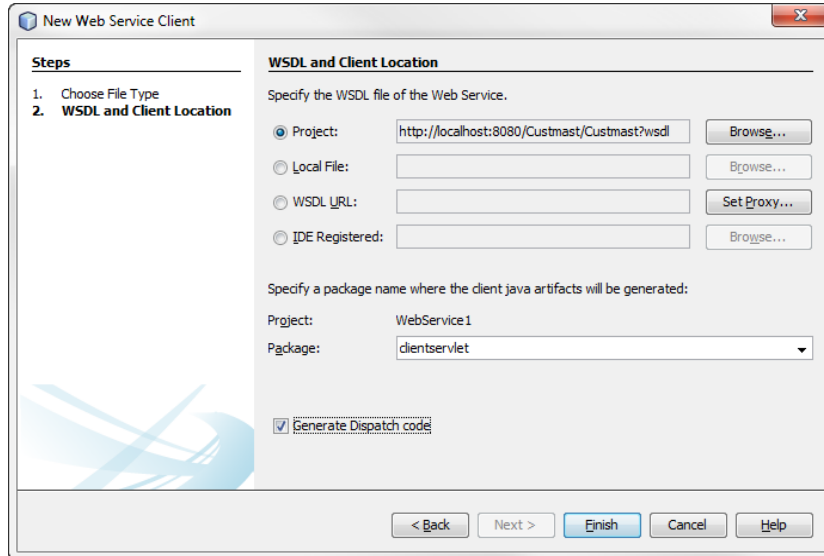 New Web Service Client
Steps
1. Choose File Type
2. WSDL and Client Location
WSDL and Client Location
Specify the WSDL file of the Web Service.
Project: http://localhost:8080/Custmast/Custmast?wsdl Browse...
Local File: Browse...
WSDL URL: Set Proxy...
IDE Registered: Browse...
Specify a package name where the client java artifacts will be generated:
Project: WebService1
Package: clientservlet
Generate Dispatch code
< Back Next > Finish Cancel Help